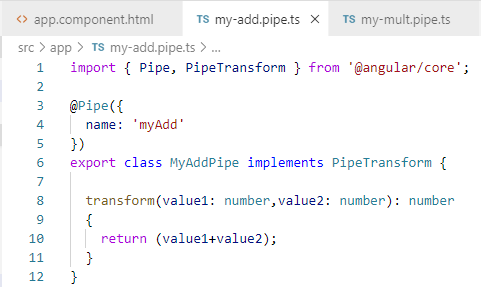 <> app.component.html TS my-add.pipe.ts × TS my-mult.pipe.ts
src > app > TS my-add.pipe.ts > ...
1 import { Pipe, PipeTransform } from '@angular/core';
2
3 @Pipe({
4   name: 'myAdd'
5 })
6 export class MyAddPipe implements PipeTransform {
7
8   transform(value1: number,value2: number): number
9   {
10     return (value1+value2);
11   }
12 }